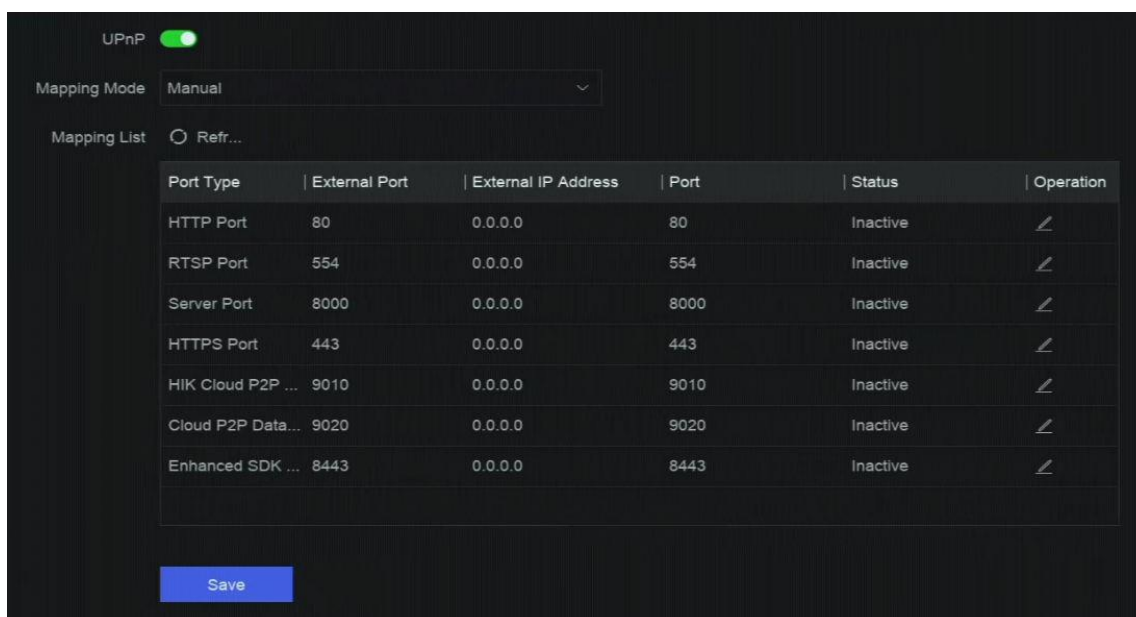 UPnP
Mapping Mode Manual
Mapping List Refr...
Port Type External Port External IP Address Port Status Operation
HTTP Port 80 0.0.0.0 80 Inactive
RTSP Port 554 0.0.0.0 554 Inactive
Server Port 8000 0.0.0.0 8000 Inactive
HTTPS Port 443 0.0.0.0 443 Inactive
HIK Cloud P2P ... 9010 0.0.0.0 9010 Inactive
Cloud P2P Data... 9020 0.0.0.0 9020 Inactive
Enhanced SDK ... 8443 0.0.0.0 8443 Inactive
Save